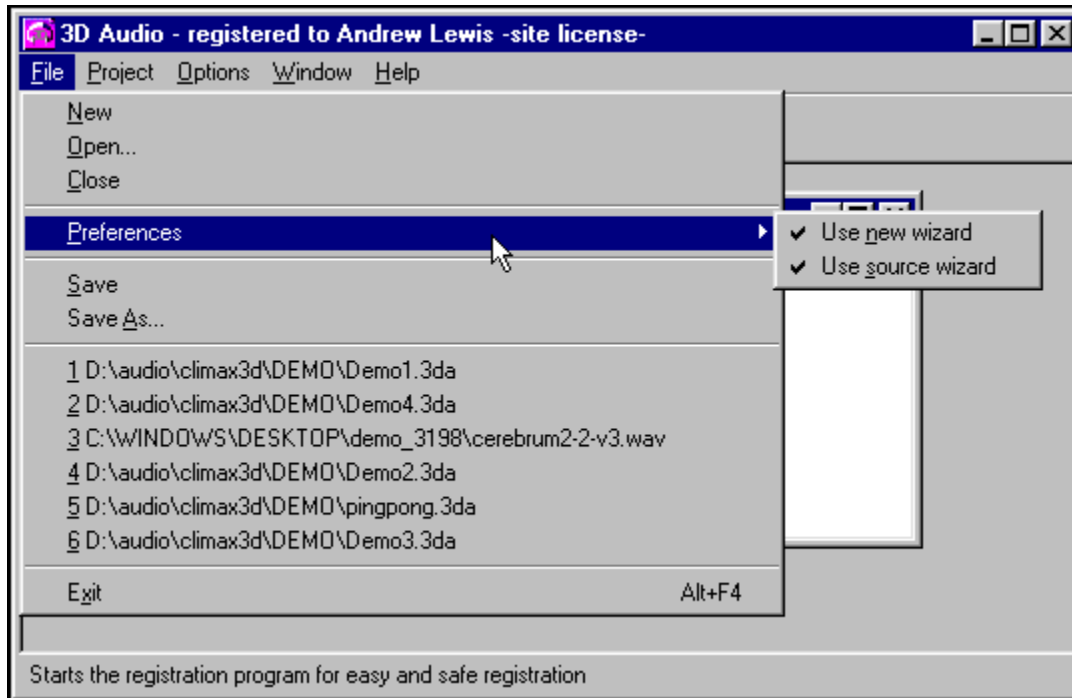 3D Audio - registered to Andrew Lewis -site license-
File Project Options Window Help
New
Open...
Close
Preferences
Use new wizard
Use source wizard
Save
Save As...
1 D:\audio\climax3d\DEMO\Demo1.3da
2 D:\audio\climax3d\DEMO\Demo4.3da
3 C:\WINDOWS\DESKTOP\demo_3198\cerebrum2-2-v3.wav
4 D:\audio\climax3d\DEMO\Demo2.3da
5 D:\audio\climax3d\DEMO\pingpong.3da
6 D:\audio\climax3d\DEMO\Demo3.3da
Exit Alt+F4
Starts the registration program for easy and safe registration